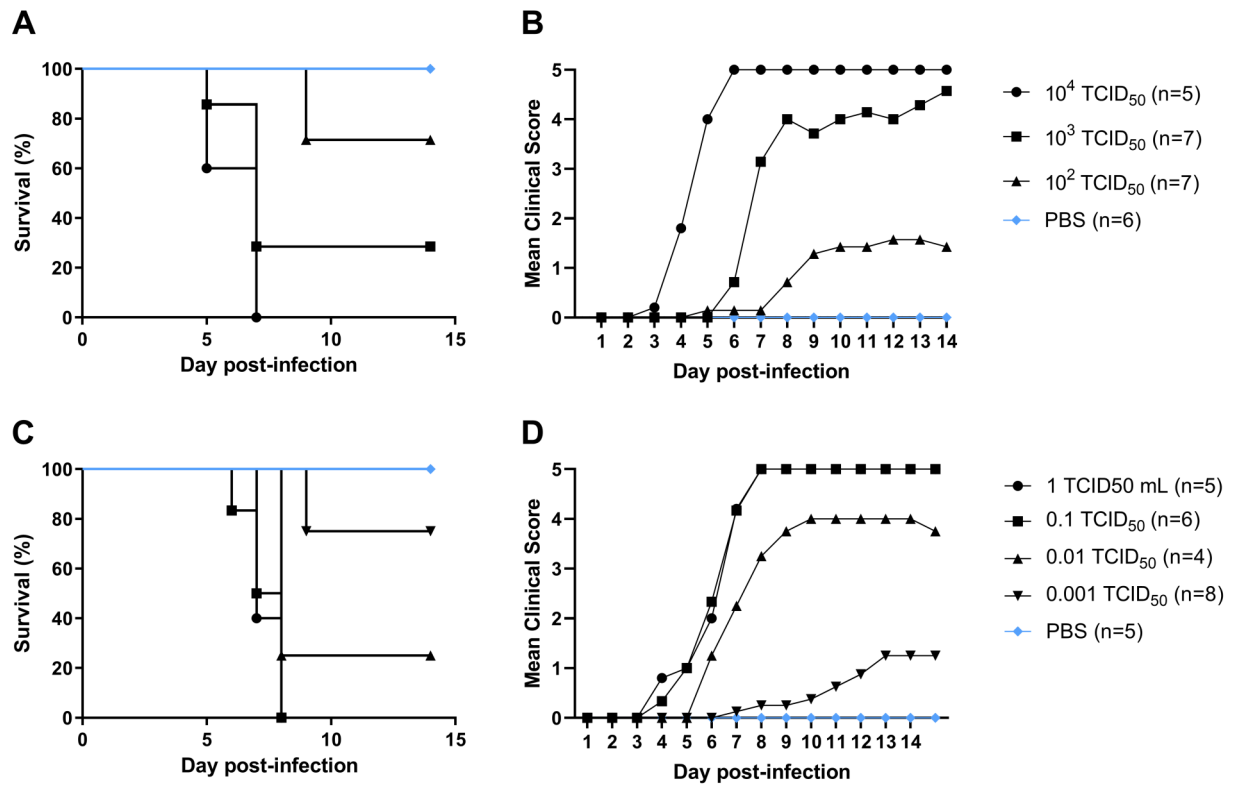 A
B
Survival (%)
100
80
60
40
20
0
0 5 10 15
Day post-infection
Mean Clinical Score
5
4
3
2
1
0
1 2 3 4 5 6 7 8 9 10 11 12 13 14
Day post-infection
10⁴ TCID₅₀ (n=5)
10³ TCID₅₀ (n=7)
10² TCID₅₀ (n=7)
PBS (n=6)
C
D
Survival (%)
100
80
60
40
20
0
0 5 10 15
Day post-infection
Mean Clinical Score
5
4
3
2
1
0
1 2 3 4 5 6 7 8 9 10 11 12 13 14
Day post-infection
1 TCID50 mL (n=5)
0.1 TCID₅₀ (n=6)
0.01 TCID₅₀ (n=4)
0.001 TCID₅₀ (n=8)
PBS (n=5)